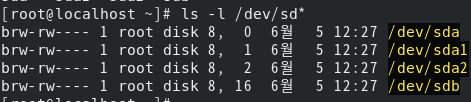 [root@localhost ~]# ls -l /dev/sd*
brw-rw---- 1 root disk 8,  0  6월  5 12:27 /dev/sda
brw-rw---- 1 root disk 8,  1  6월  5 12:27 /dev/sda1
brw-rw---- 1 root disk 8,  2  6월  5 12:27 /dev/sda2
brw-rw---- 1 root disk 8, 16  6월  5 12:27 /dev/sdb
[root@localhost ~]#